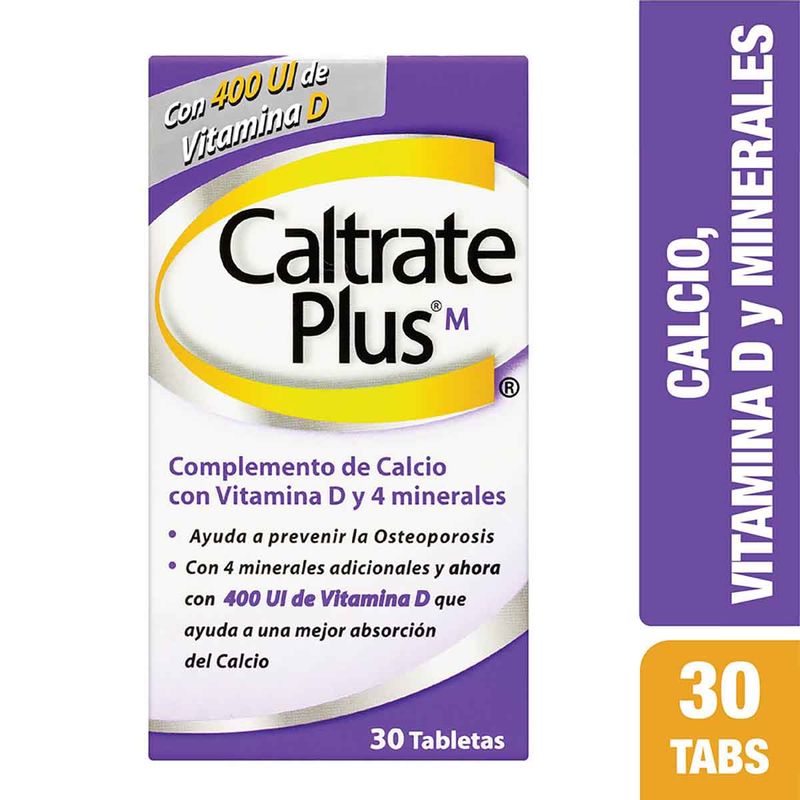 Con 400 UI de
Vitamina D
Caltrate
Plus® M
®
Complemento de Calcio
con Vitamina D y 4 minerales
• Ayuda a prevenir la Osteoporosis
• Con 4 minerales adicionales y ahora
con 400 UI de Vitamina D que
ayuda a una mejor absorción
del Calcio
30 Tabletas
CALCIO,
VITAMINA D y MINERALES
30
TABS